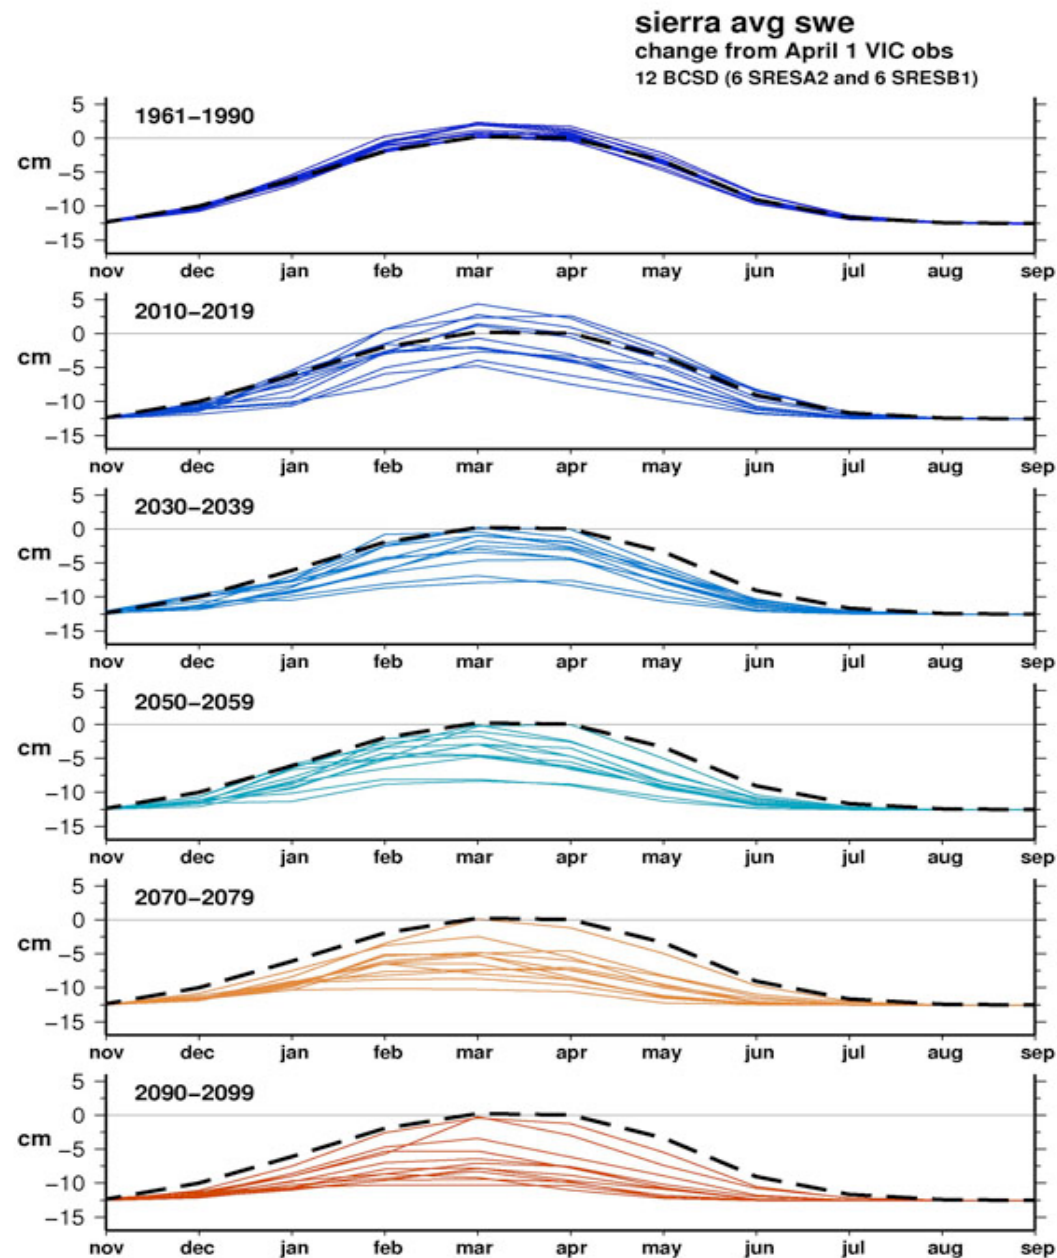 sierra avg swe
change from April 1 VIC obs
12 BCSD (6 SRESA2 and 6 SRESB1)
1961−1990
5
0
cm
−5
−10
−15
nov dec jan feb mar apr may jun jul aug sep
2010−2019
5
0
cm
−5
−10
−15
nov dec jan feb mar apr may jun jul aug sep
2030−2039
5
0
cm
−5
−10
−15
nov dec jan feb mar apr may jun jul aug sep
2050−2059
5
0
cm
−5
−10
−15
nov dec jan feb mar apr may jun jul aug sep
2070−2079
5
0
cm
−5
−10
−15
nov dec jan feb mar apr may jun jul aug sep
2090−2099
5
0
cm
−5
−10
−15
nov dec jan feb mar apr may jun jul aug sep